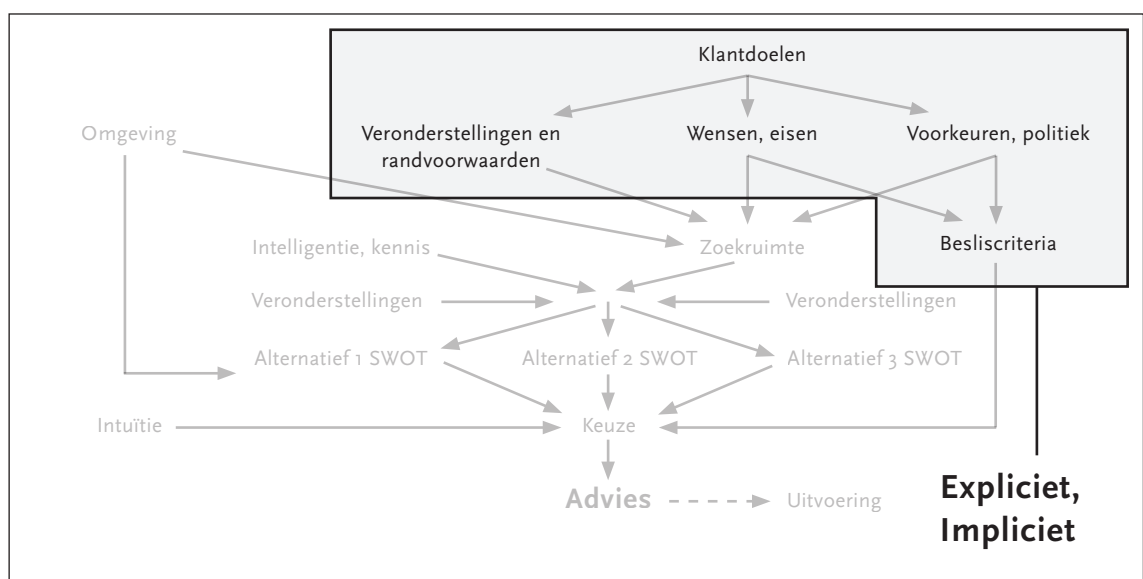 Klantdoelen
Omgeving
Veronderstellingen en
randvoorwaarden
Wensen, eisen
Voorkeuren, politiek
Intelligentie, kennis
Zoekruimte
Besliscriteria
Veronderstellingen
Veronderstellingen
Alternatief 1 SWOT
Alternatief 2 SWOT
Alternatief 3 SWOT
Intuïtie
Keuze
Advies
Uitvoering
Expliciet,
Impliciet